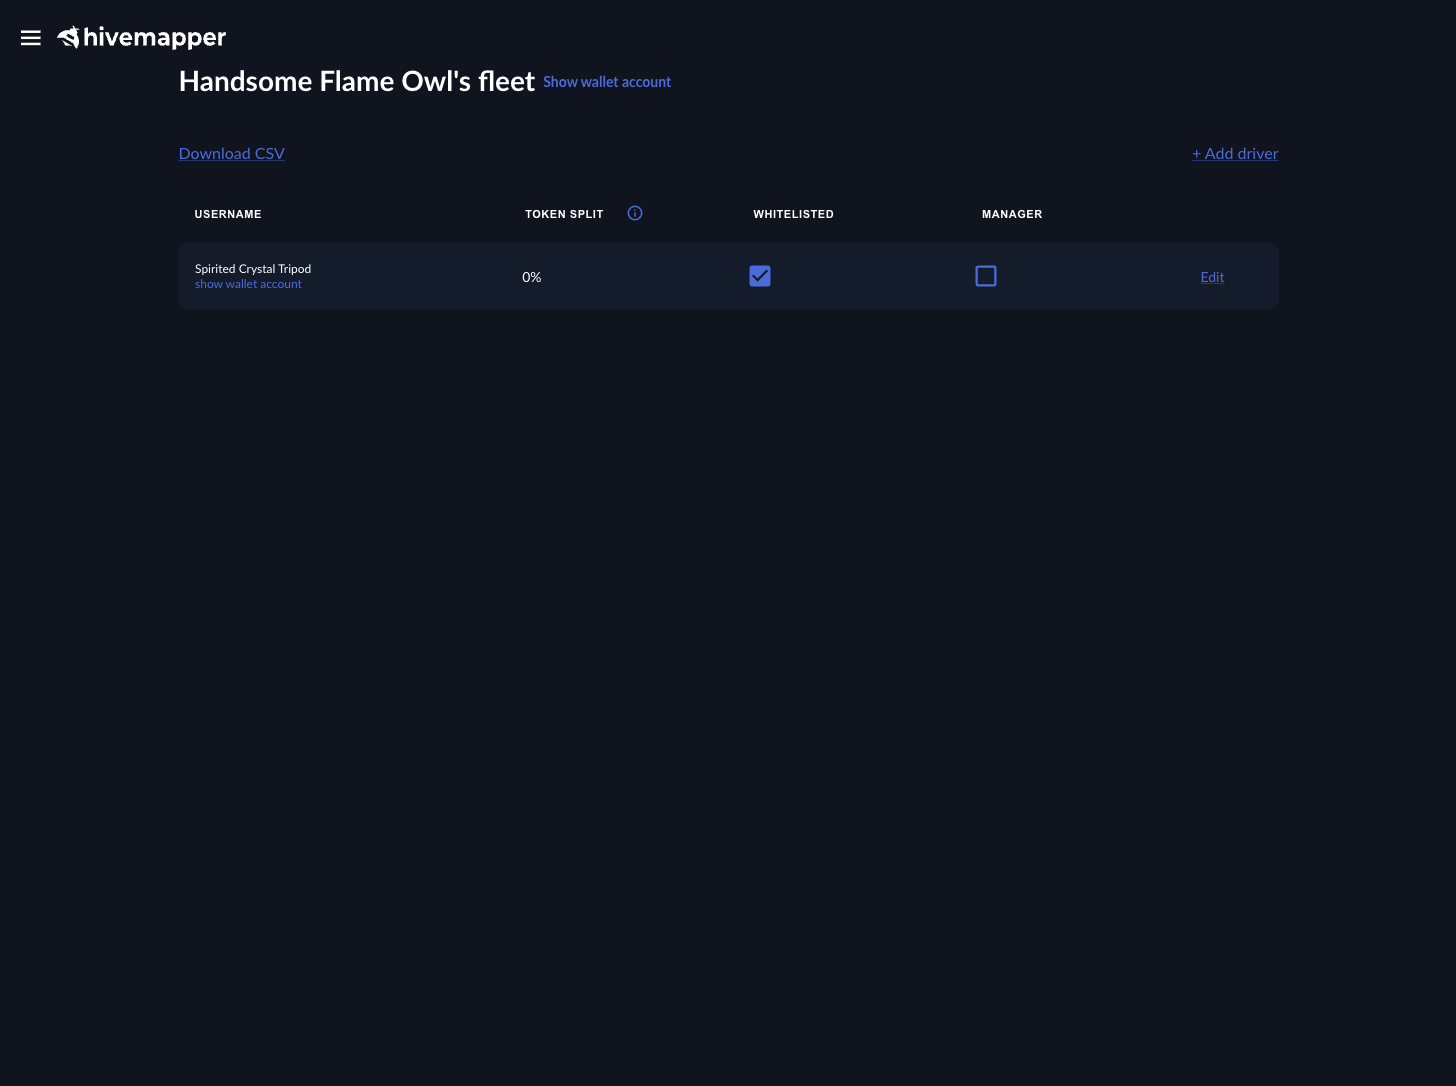 hivemapper
Handsome Flame Owl's fleet Show wallet account
Download CSV + Add driver
USERNAME TOKEN SPLIT WHITELISTED MANAGER
Spirited Crystal Tripod
show wallet account
0% Edit